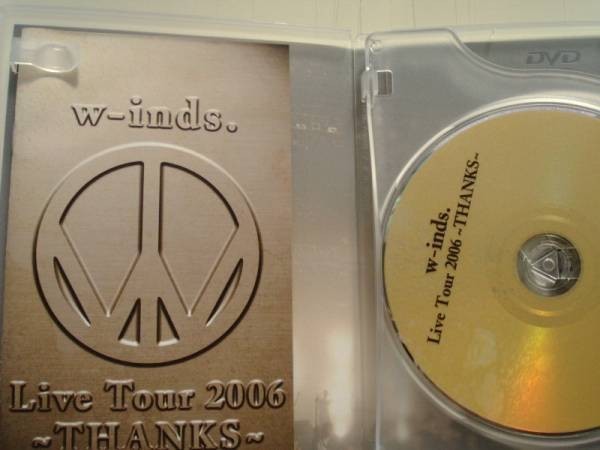 w-inds.
Live Tour 2006
~THANKS~
DVD
w-inds.
Live Tour 2006 ~THANKS~